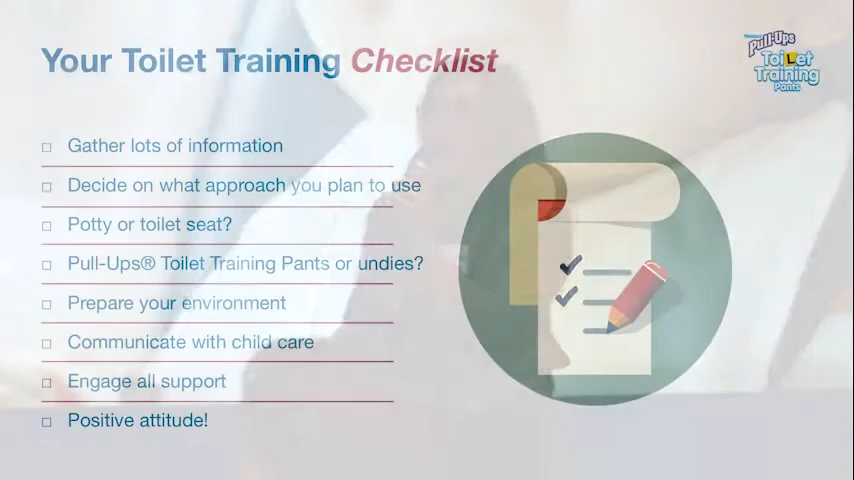 Your Toilet Training Checklist
Pull-Ups
Toilet
Training
Pants
Gather lots of information
Decide on what approach you plan to use
Potty or toilet seat?
Pull-Ups® Toilet Training Pants or undies?
Prepare your environment
Communicate with child care
Engage all support
Positive attitude!